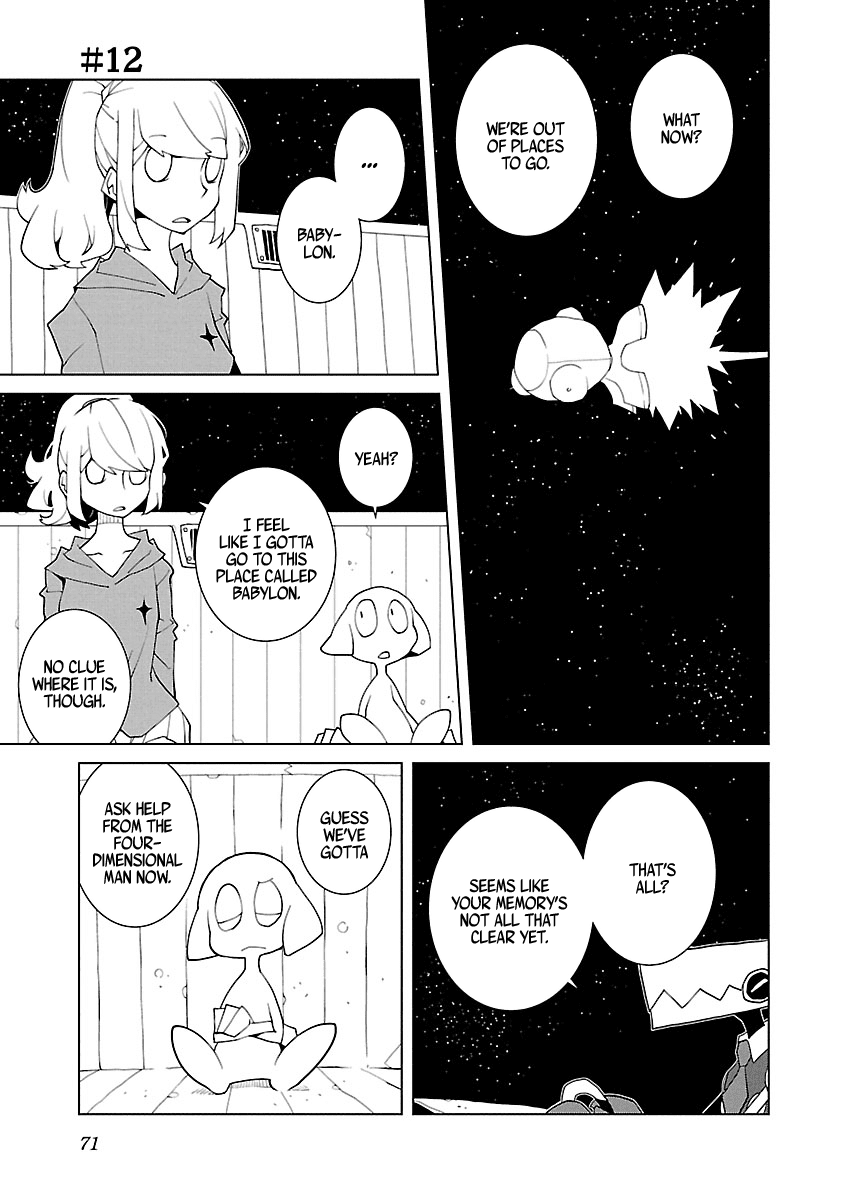 #12
WHAT
NOW?
WE'RE OUT
OF PLACES
TO GO.
...
BABY-
LON.
YEAH?
I FEEL
LIKE I GOTTA
GO TO THIS
PLACE CALLED
BABYLON.
NO CLUE
WHERE IT IS,
THOUGH.
THAT'S
ALL?
SEEMS LIKE
YOUR MEMORY'S
NOT ALL THAT
CLEAR YET.
GUESS
WE'VE
GOTTA
ASK HELP
FROM THE
FOUR-
DIMENSIONAL
MAN NOW.
71